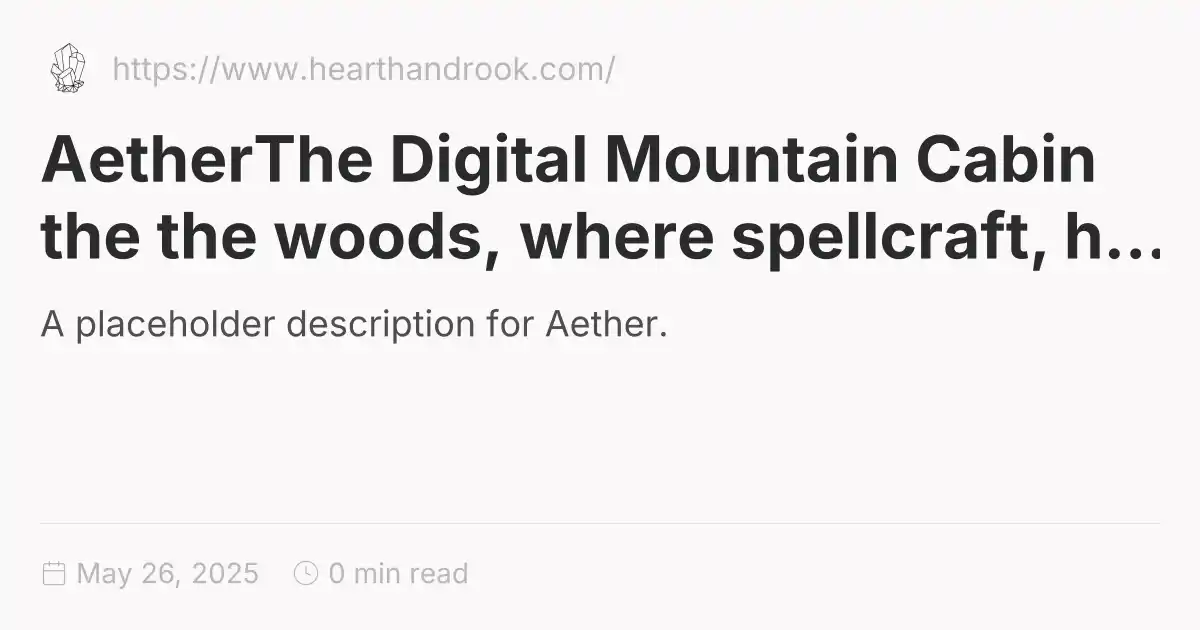 https://www.hearthandrook.com/
AetherThe Digital Mountain Cabin
the the woods, where spellcraft, h...
A placeholder description for Aether.
May 26, 2025 0 min read